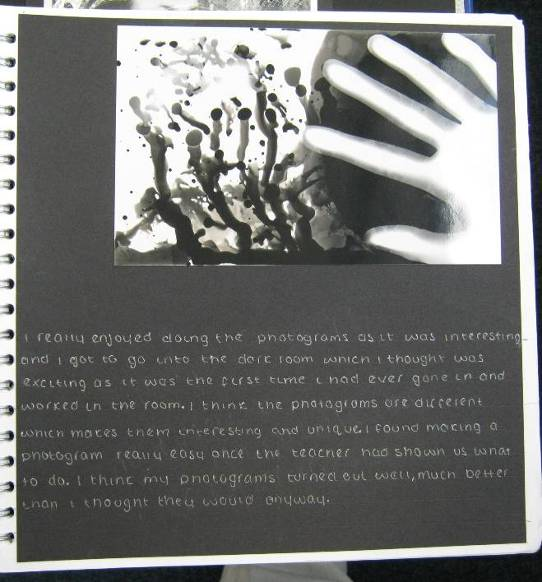 I really enjoyed doing the photograms as it was interesting
and I got to go into the dark room which I thought was
exciting as it was the first time I had ever gone in and
worked in the room. I think the photograms are different
which makes them interesting and unique. I found making a
photogram really easy once the teacher had shown us what
to do. I think my photograms turned out well, much better
than I thought they would anyway.